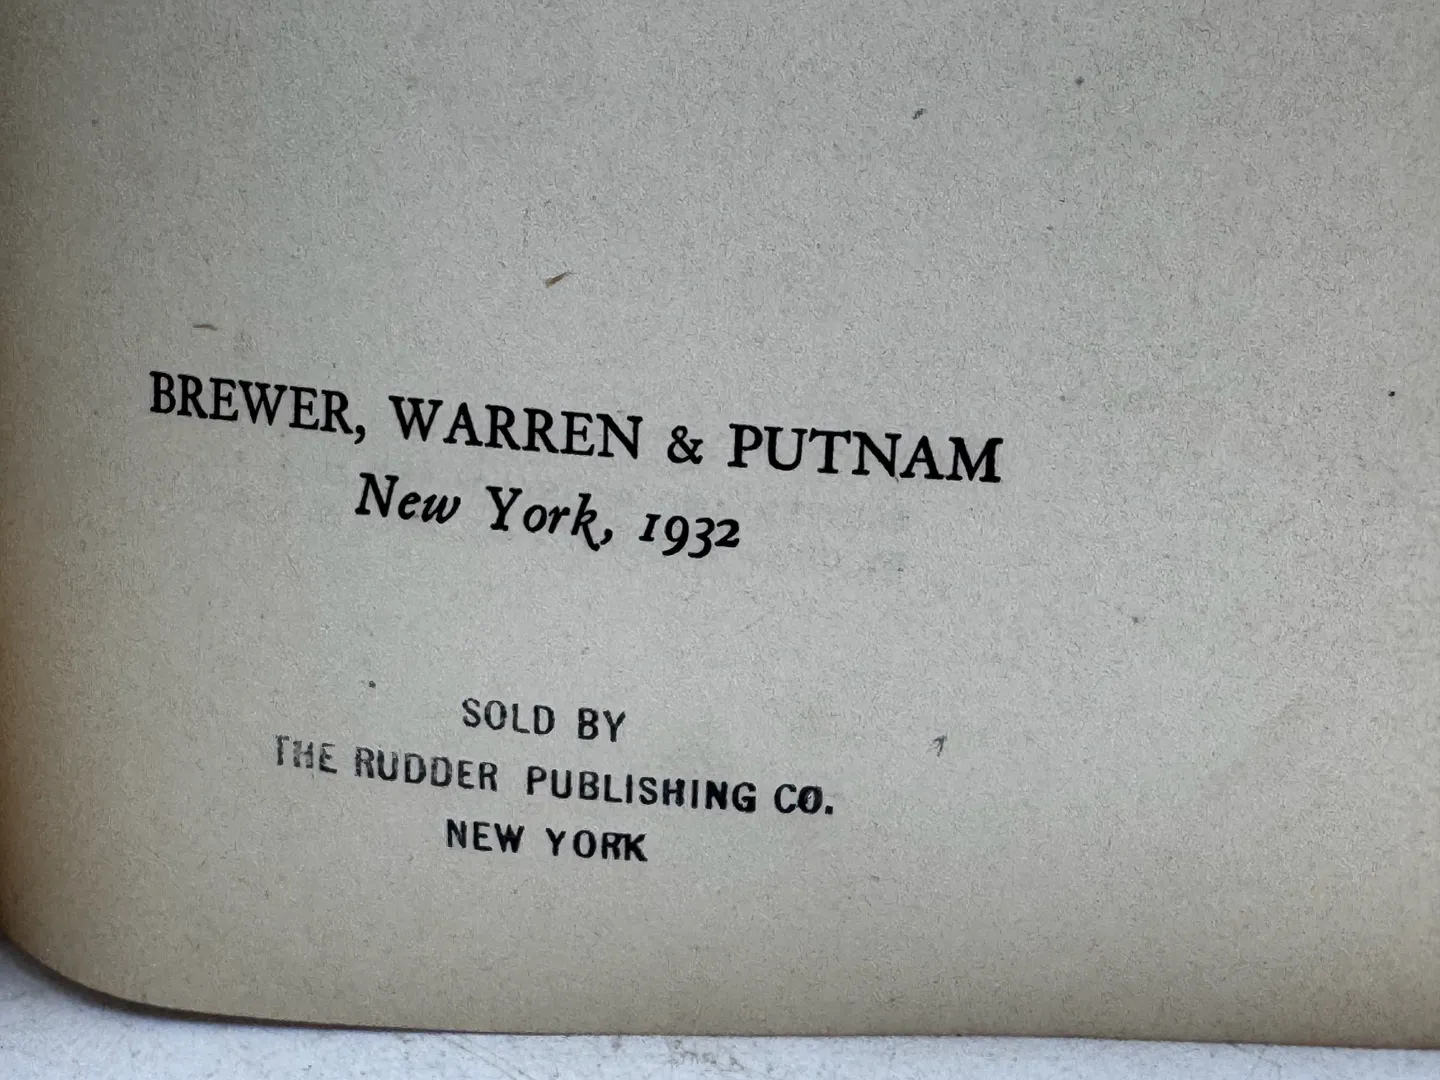 BREWER, WARREN & PUTNAM
New York, 1932
SOLD BY
THE RUDDER PUBLISHING CO.
NEW YORK